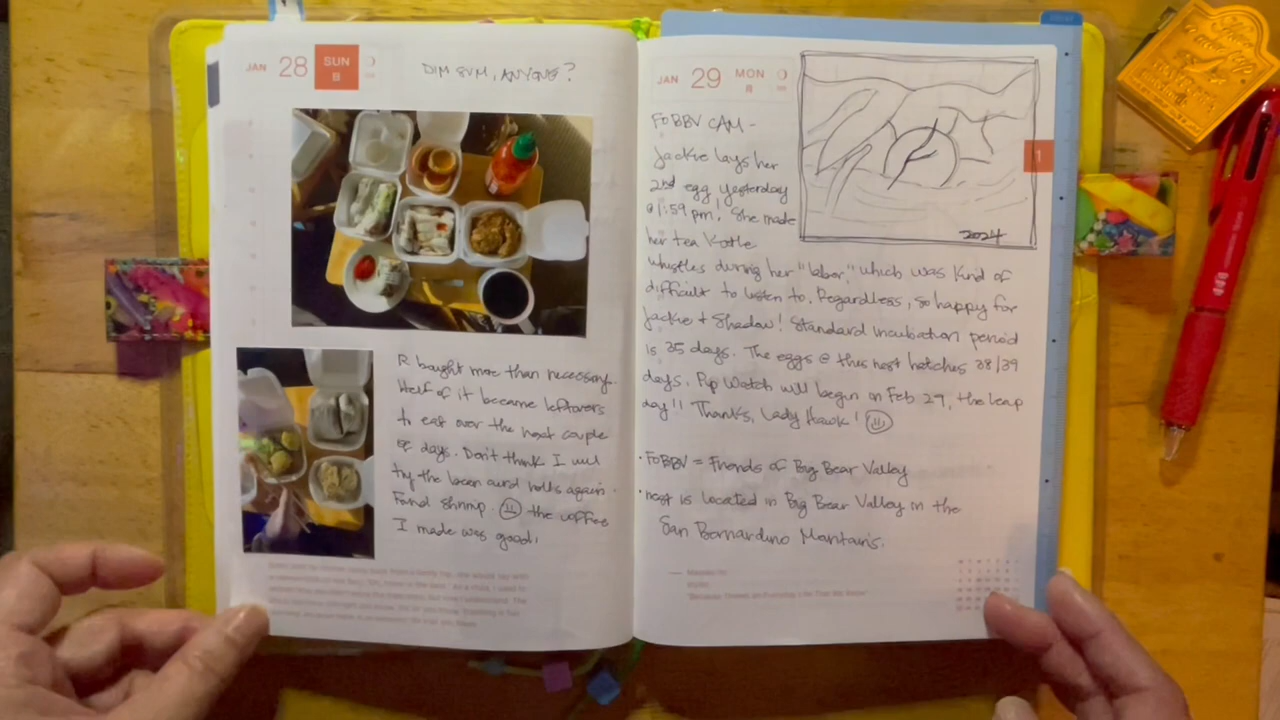 JAN 28 SUN 日
DIM SUM, ANYONE?
R bought more than necessary.
Half of it became leftovers
to eat over the next couple
of days. Don't think I will
try the bean curd rolls again.
Found shrimp. the coffee
I made was good.
JAN 29 MON 月
2024
1
FOBBV CAM -
Jackie lays her
2nd egg yesterday
@ 1:59 pm! She made
her tea Kettle
whistles during her "labor," which was kind of
difficult to listen to. Regardless, so happy for
Jackie + Shadow! Standard incubation period
is 35 days. The eggs @ this nest hatches 38/39
days. Pip Watch will begin on Feb 29, the leap
day!! Thanks, Lady Hawk!
• FOBBV = Friends of Big Bear Valley
• nest is located in Big Bear Valley in the
San Bernardino Mountains.